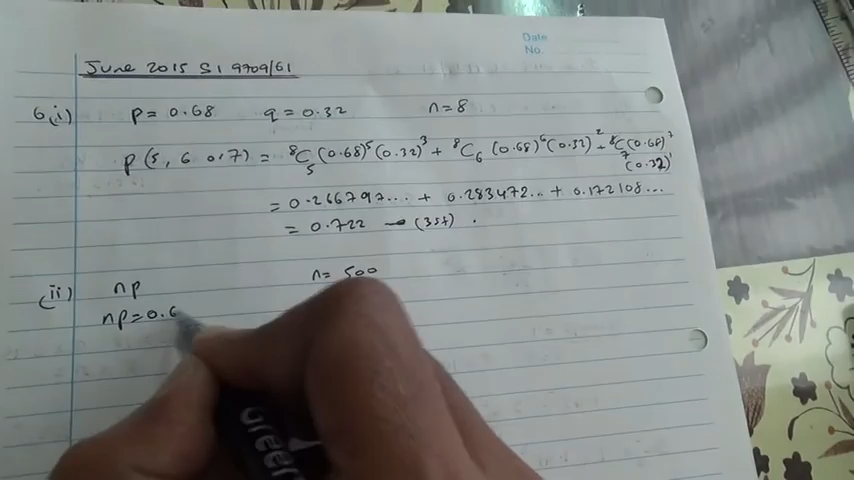 Date
No.
June 2015 S1 9709/61
6(i) p = 0.68 q = 0.32 n = 8
P(5, 6 or 7) = ⁸C₅ (0.68)⁵ (0.32)³ + ⁸C₆ (0.68)⁶ (0.32)² + ⁸C₇ (0.68)⁷ (0.32)¹
= 0.266797... + 0.283472... + 0.172108...
= 0.722 → (3sf).
(ii) np n = 500
np = 0.6
Green